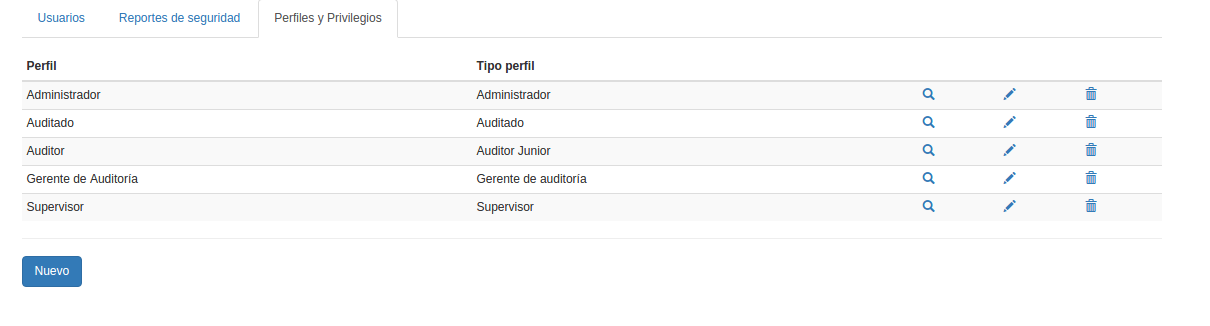 Usuarios Reportes de seguridad Perfiles y Privilegios
Perfil Tipo perfil
Administrador Administrador
Auditado Auditado
Auditor Auditor Junior
Gerente de Auditoría Gerente de auditoría
Supervisor Supervisor
Nuevo